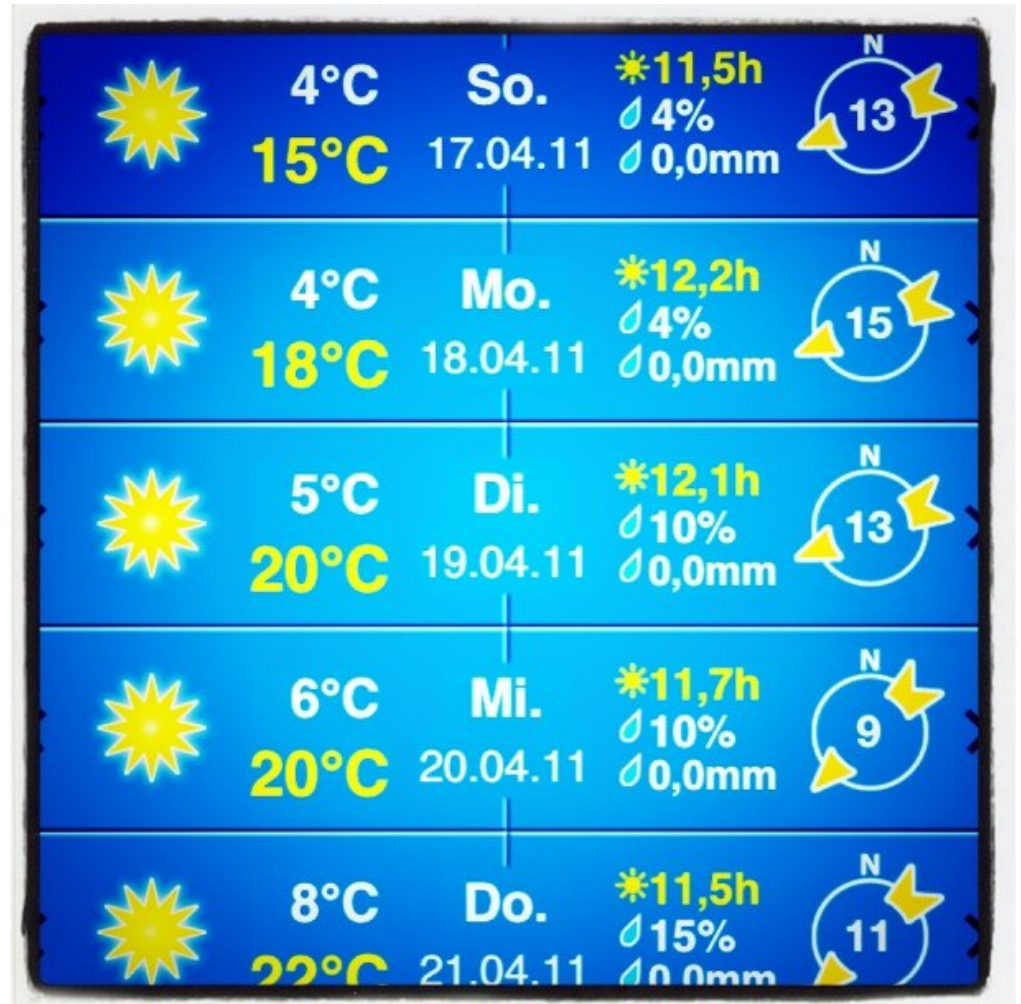 4°C So. 11,5h N
15°C 17.04.11 4% 13
0,0mm
4°C Mo. 12,2h N
18°C 18.04.11 4% 15
0,0mm
5°C Di. 12,1h N
20°C 19.04.11 10% 13
0,0mm
6°C Mi. 11,7h N
20°C 20.04.11 10% 9
0,0mm
8°C Do. 11,5h N
22°C 21.04.11 15% 11
0,0mm